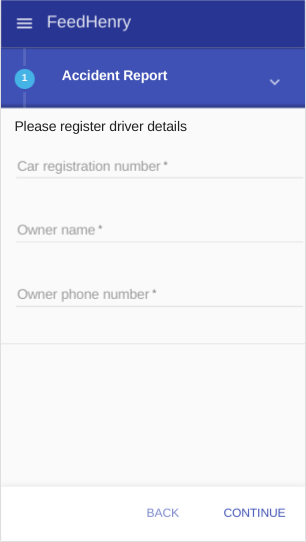 FeedHenry
1
Accident Report
Please register driver details
Car registration number *
Owner name *
Owner phone number *
BACK
CONTINUE